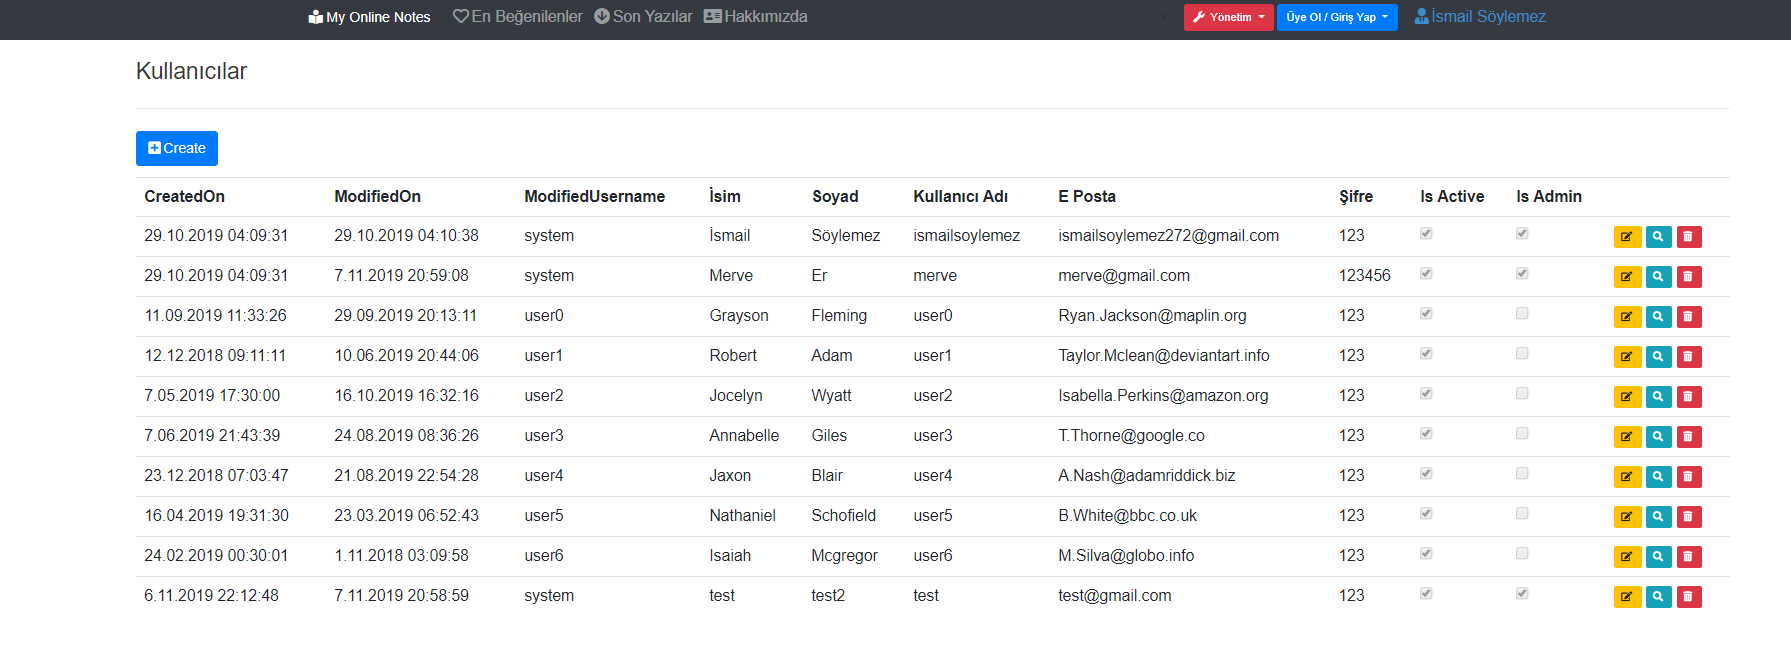 My Online Notes En Beğenilenler Son Yazılar Hakkımızda Yönetim Üye Ol / Giriş Yap İsmail Söylemez
Kullanıcılar
Create
CreatedOn ModifiedOn ModifiedUsername İsim Soyad Kullanıcı Adı E Posta Şifre Is Active Is Admin
29.10.2019 04:09:31 29.10.2019 04:10:38 system İsmail Söylemez ismailsoylemez ismailsoylemez272@gmail.com 123
29.10.2019 04:09:31 7.11.2019 20:59:08 system Merve Er merve merve@gmail.com 123456
11.09.2019 11:33:26 29.09.2019 20:13:11 user0 Grayson Fleming user0 Ryan.Jackson@maplin.org 123
12.12.2018 09:11:11 10.06.2019 20:44:06 user1 Robert Adam user1 Taylor.Mclean@deviantart.info 123
7.05.2019 17:30:00 16.10.2019 16:32:16 user2 Jocelyn Wyatt user2 Isabella.Perkins@amazon.org 123
7.06.2019 21:43:39 24.08.2019 08:36:26 user3 Annabelle Giles user3 T.Thorne@google.co 123
23.12.2018 07:03:47 21.08.2019 22:54:28 user4 Jaxon Blair user4 A.Nash@adamriddick.biz 123
16.04.2019 19:31:30 23.03.2019 06:52:43 user5 Nathaniel Schofield user5 B.White@bbc.co.uk 123
24.02.2019 00:30:01 1.11.2018 03:09:58 user6 Isaiah Mcgregor user6 M.Silva@globo.info 123
6.11.2019 22:12:48 7.11.2019 20:58:59 system test test2 test test@gmail.com 123